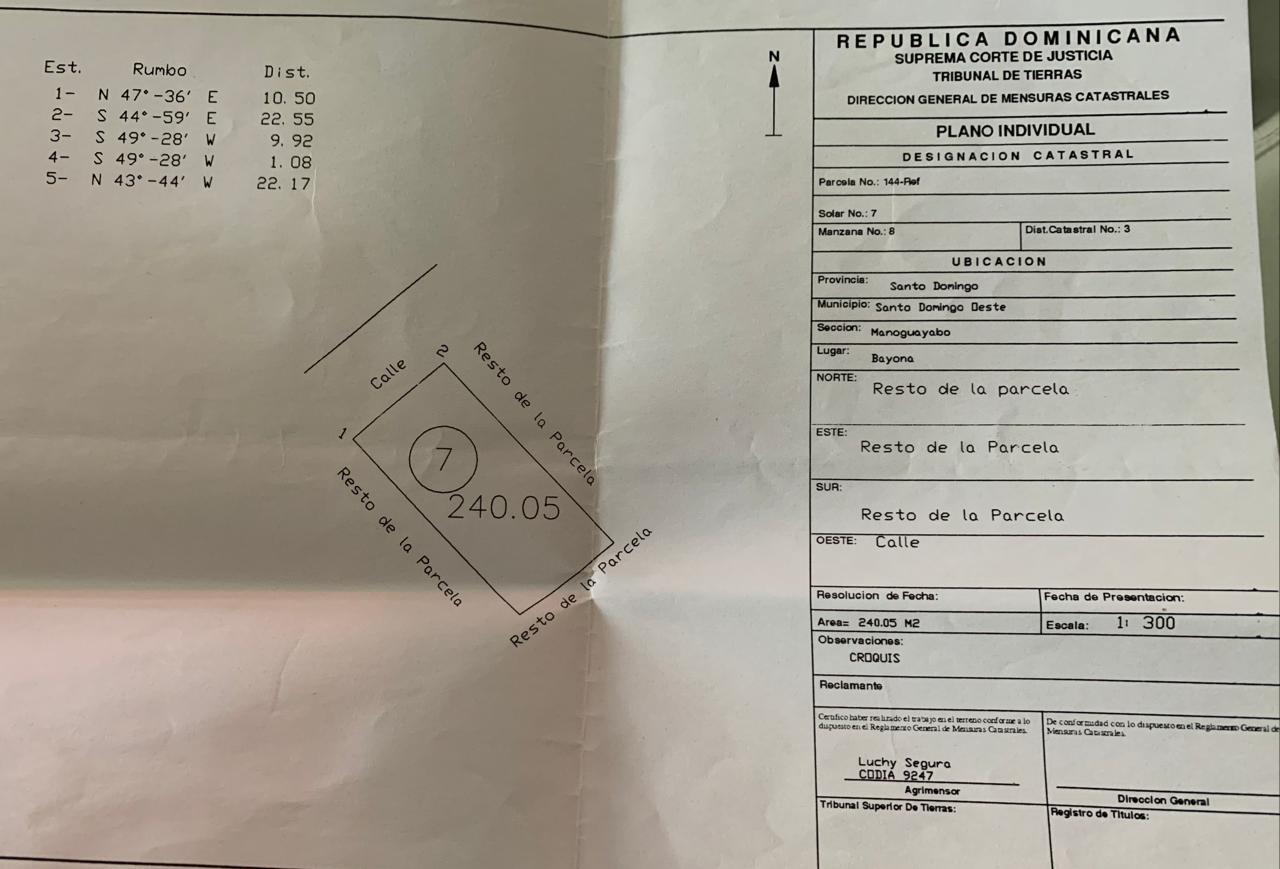 Est. Rumbo Dist.
1- N 47°-36′ E 10. 50
2- S 44°-59′ E 22. 55
3- S 49°-28′ W 9. 92
4- S 49°-28′ W 1. 08
5- N 43°-44′ W 22. 17
N
Calle
1
2
Resto de la Parcela
7
240.05
Resto de la Parcela
Resto de la Parcela
REPUBLICA DOMINICANA
SUPREMA CORTE DE JUSTICIA
TRIBUNAL DE TIERRAS
DIRECCION GENERAL DE MENSURAS CATASTRALES
PLANO INDIVIDUAL
DESIGNACION CATASTRAL
Parcela No.: 144-Ref
Solar No.: 7
Manzana No.: 8 Dist.Catastral No.: 3
UBICACION
Provincia: Santo Domingo
Municipio: Santo Domingo Oeste
Seccion: Manoguayabo
Lugar: Bayona
NORTE: Resto de la parcela
ESTE: Resto de la Parcela
SUR: Resto de la Parcela
OESTE: Calle
Resolucion de Fecha: Fecha de Presentacion:
Area= 240.05 M2 Escala: 1: 300
Observaciones:
CROQUIS
Reclamante
Certifico haber realizado el trabajo en el terreno conforme a lo
dispuesto en el Reglamento General de Mensuras Catastrales.
De conformidad con lo dispuesto en el Reglamento General de
Mensuras Catastrales.
Luchy Segura
CODIA 9247
Agrimensor
Direccion General
Tribunal Superior De Tierras: Registro de Titulos: